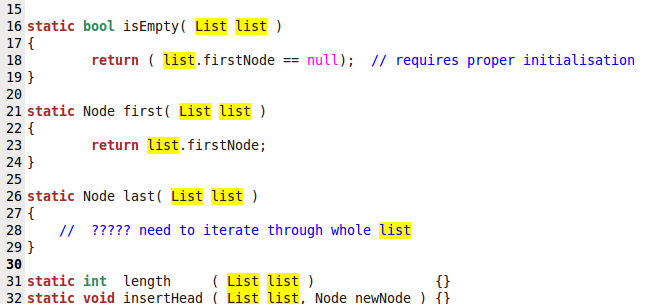 15
16 static bool isEmpty( List list )
17 {
18         return ( list.firstNode == null);  // requires proper initialisation
19 }
20
21 static Node first( List list )
22 {
23         return list.firstNode;
24 }
25
26 static Node last( List list )
27 {
28     //  ????? need to iterate through whole list
29 }
30
31 static int  length     ( List list )               {}
32 static void insertHead ( List list, Node newNode ) {}